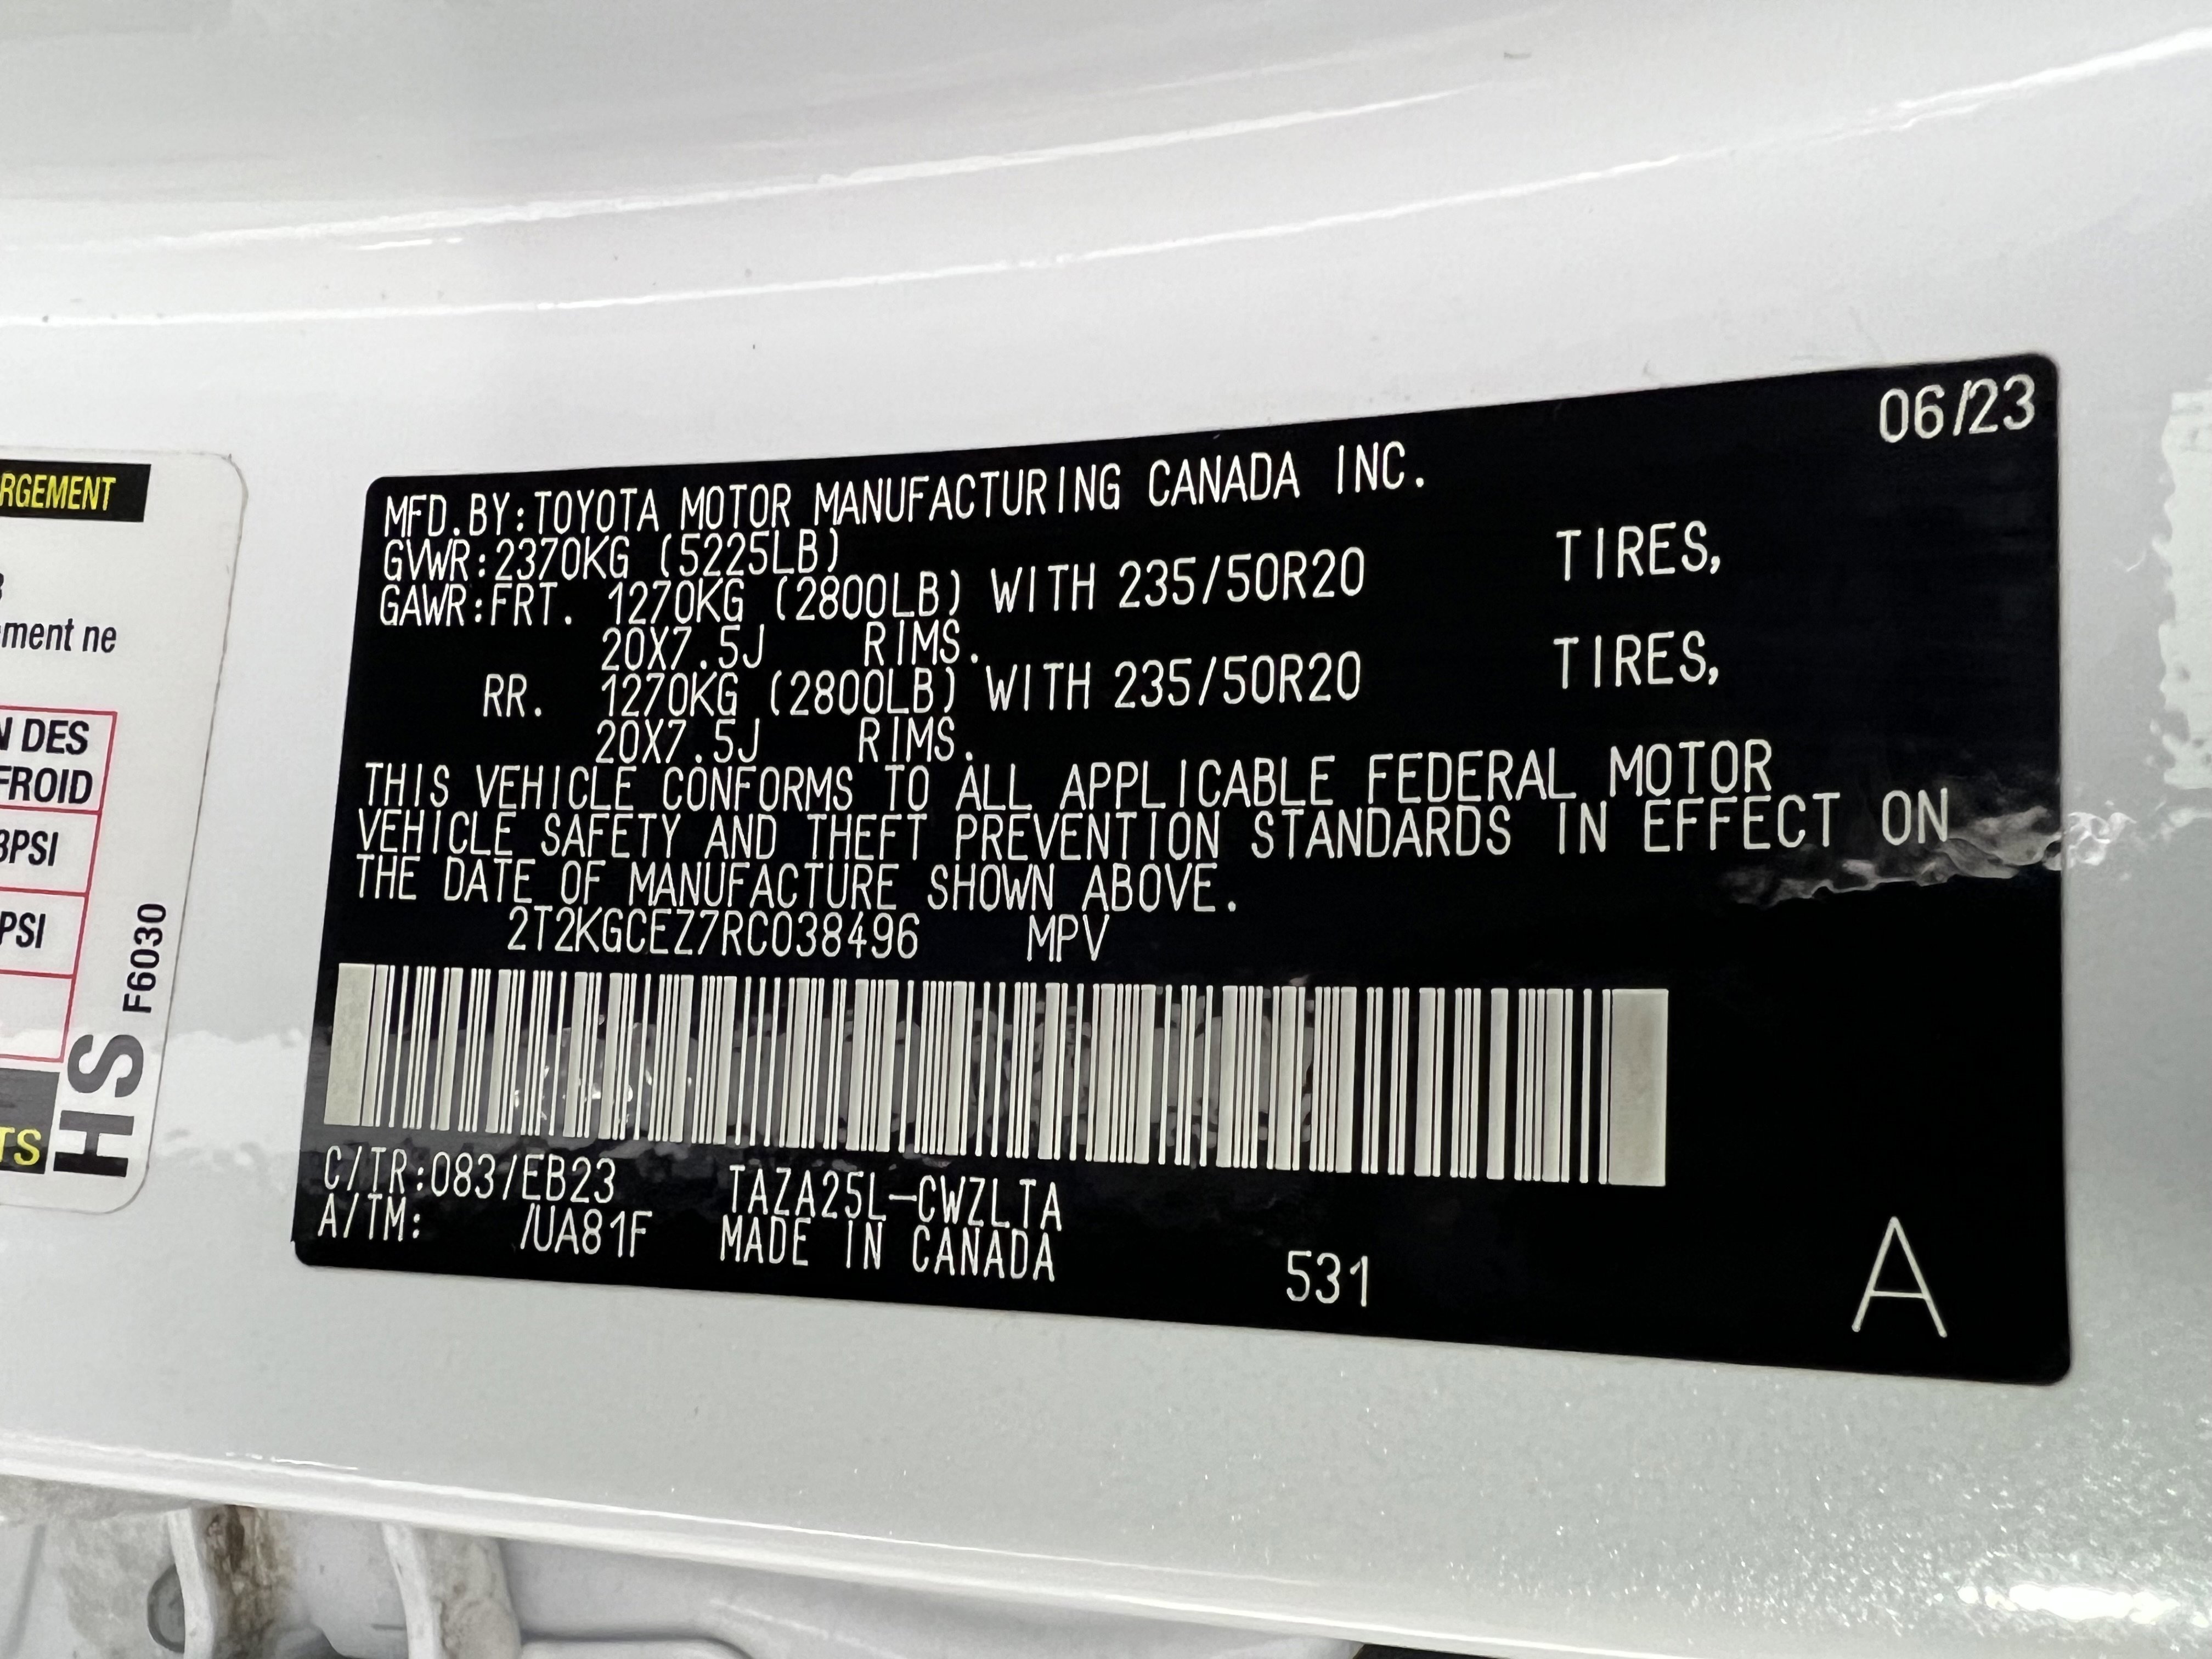 06/23
MFD.BY:TOYOTA MOTOR MANUFACTURING CANADA INC.
GVWR:2370KG (5225LB)
GAWR:FRT. 1270KG (2800LB) WITH 235/50R20 TIRES,
20X7.5J RIMS.
RR. 1270KG (2800LB) WITH 235/50R20 TIRES,
20X7.5J RIMS.
THIS VEHICLE CONFORMS TO ALL APPLICABLE FEDERAL MOTOR
VEHICLE SAFETY AND THEFT PREVENTION STANDARDS IN EFFECT ON
THE DATE OF MANUFACTURE SHOWN ABOVE.
2T2KGCEZ7RC038496 MPV
C/TR:083/EB23 TAZA25L-CWZLTA
A/TM: /UA81F MADE IN CANADA
531
A
RGEMENT
ment ne
N DES
FROID
PSI
PSI
TS
HS F6030